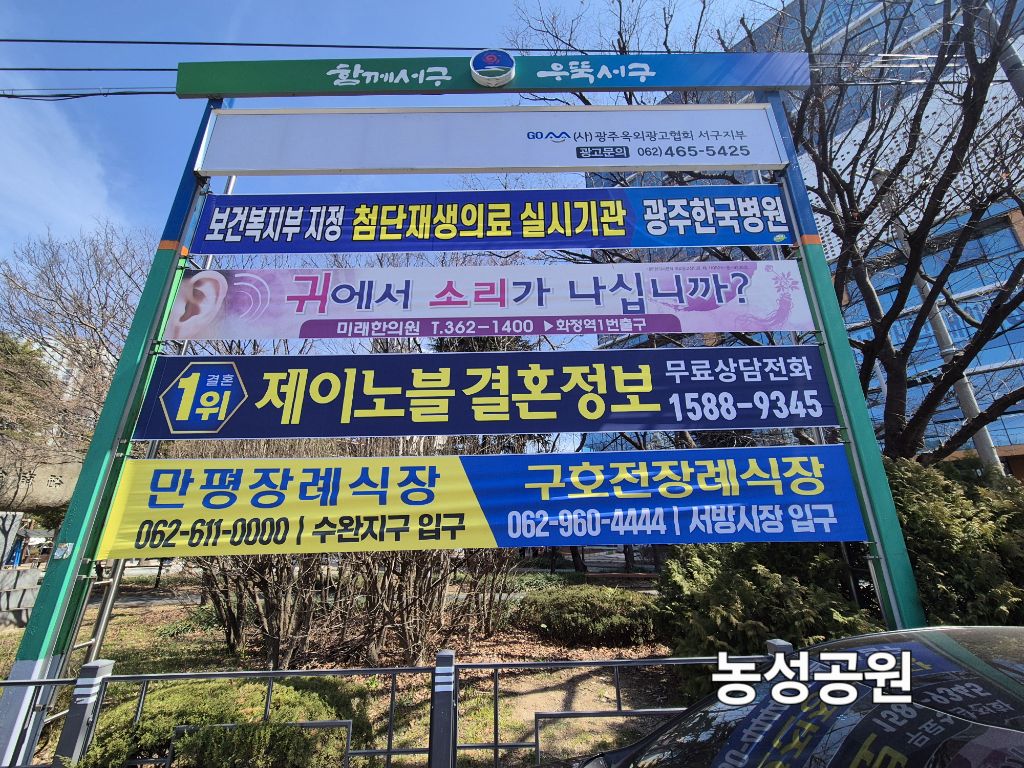 함께서구 우뚝서구
GO (사)광주옥외광고협회 서구지부
광고문의 062)465-5425
보건복지부 지정 첨단재생의료 실시기관 광주한국병원
귀에서 소리가 나십니까?
미래한의원 T.362-1400 ▶화정역1번출구
결혼
1위
제이노블 결혼정보
무료상담전화
1588-9345
만평장례식장
062-611-0000 | 수완지구 입구
구호전장례식장
062-960-4444 | 서방시장 입구
농성공원